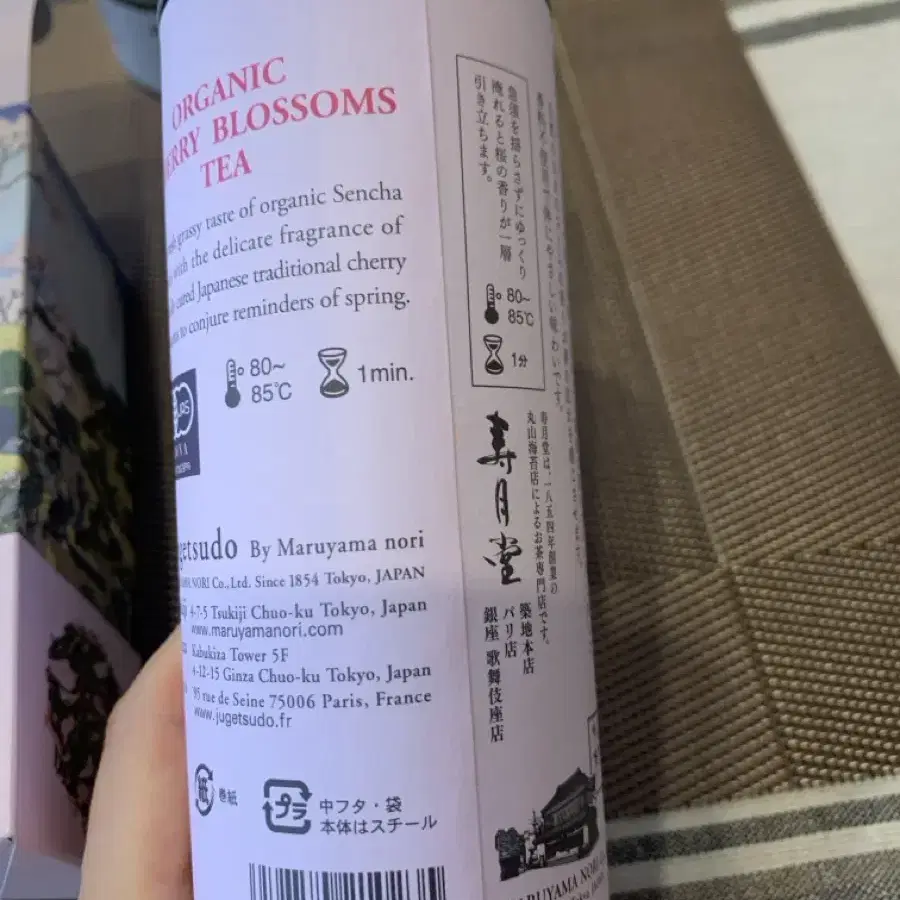 ORGANIC
BLOSSOMS
TEA
grassy taste of organic Sencha
with the delicate fragrance of
cured Japanese traditional cherry
to conjure reminders of spring.
80~
85℃
1min.
By Maruyama nori
Co., Ltd. Since 1854 Tokyo, JAPAN
4-7-5 Tsukiji Chuo-ku Tokyo, Japan
www.maruyamanori.com
Kabukiza Tower 5F
4-12-15 Ginza Chuo-ku Tokyo, Japan
95 rue de Seine 75006 Paris, France
www.jugetsudo.fr
紙
巻紙
プラ
中フタ・袋
本体はスチール
急須を揺らさずにゆっくり
淹れると桜の香りが一層
引き立ちます。
80~
85℃
1分
寿月堂
寿月堂は、一八五四年創業の
丸山海苔店によるお茶専門店です。
築地本店
パリ店
銀座 歌舞伎座店
MARUYAMA NORI